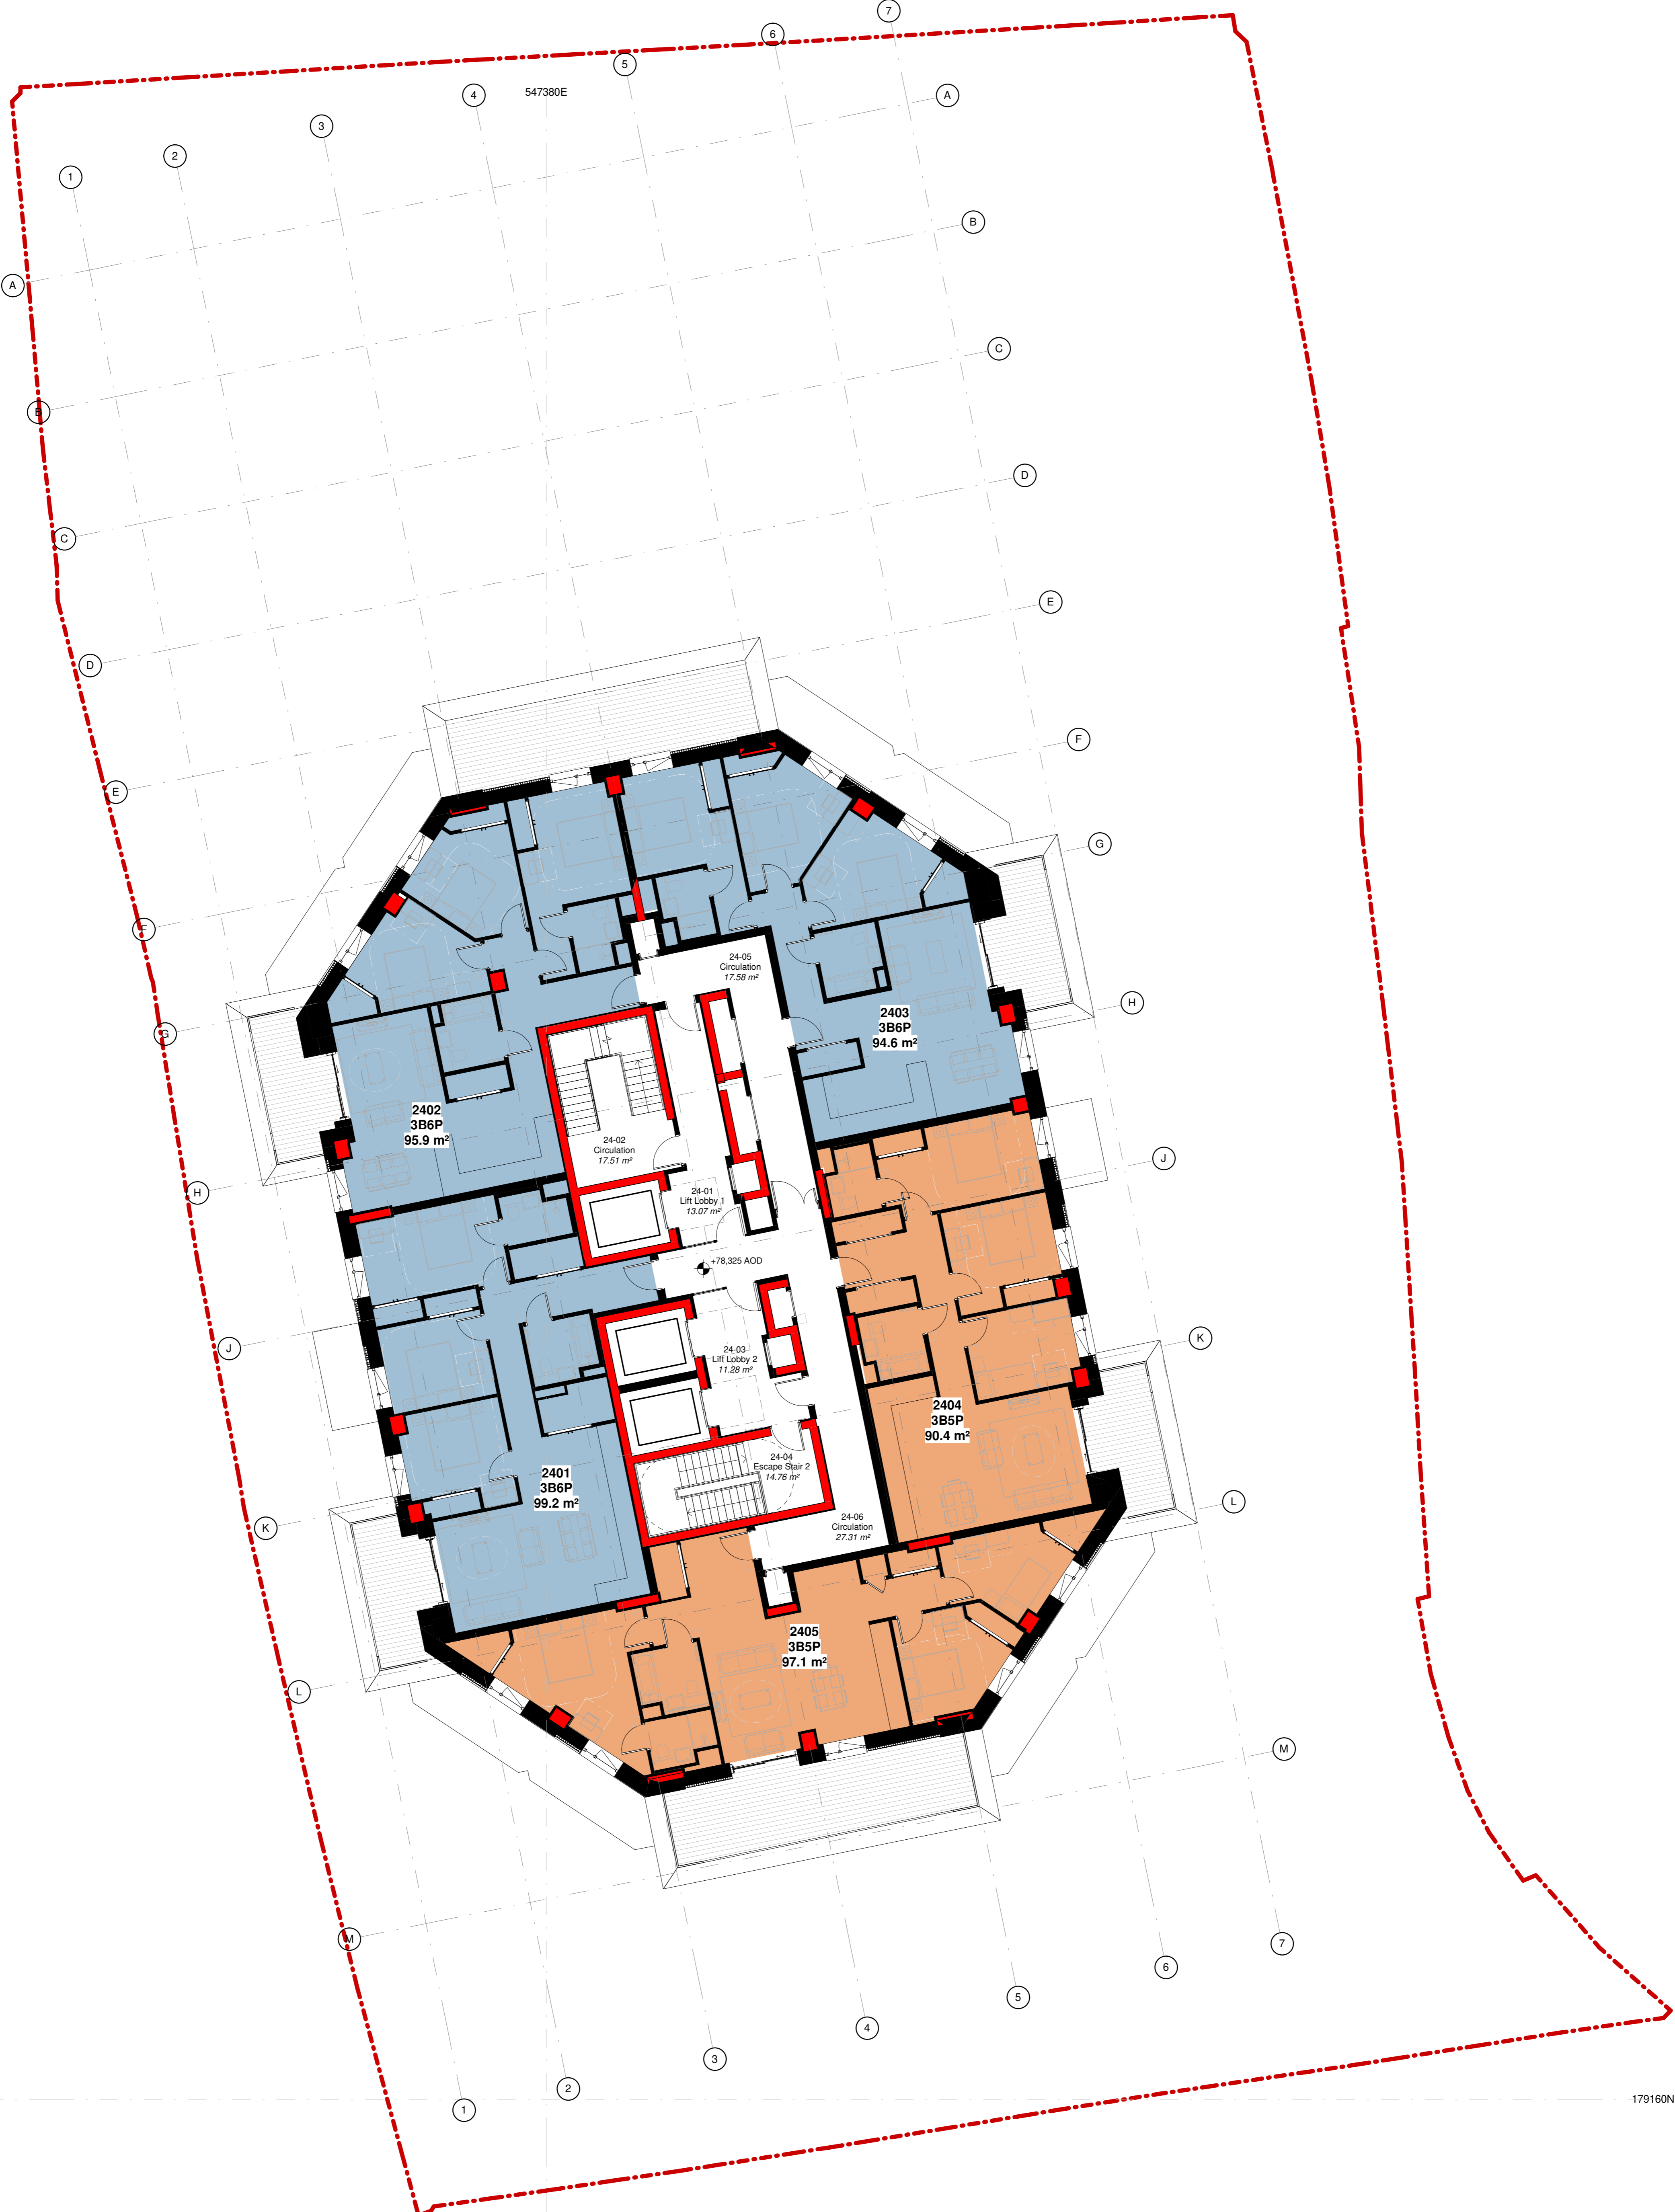 7
6
5
4
547380E
A
3
2
1
B
A
C
B
D
C
E
D
F
E
G
F
24-05
Circulation
17.58 m²
H
G
2403
3B6P
94.6 m²
2402
3B6P
95.9 m²
24-02
Circulation
17.51 m²
J
H
24-01
Lift Lobby 1
13.07 m²
+78,325 AOD
K
J
24-03
Lift Lobby 2
11.28 m²
2404
3B5P
90.4 m²
24-04
Escape Stair 2
14.76 m²
2401
3B6P
99.2 m²
L
K
24-06
Circulation
27.31 m²
2405
3B5P
97.1 m²
L
M
M
7
6
5
4
3
2
1
179160N